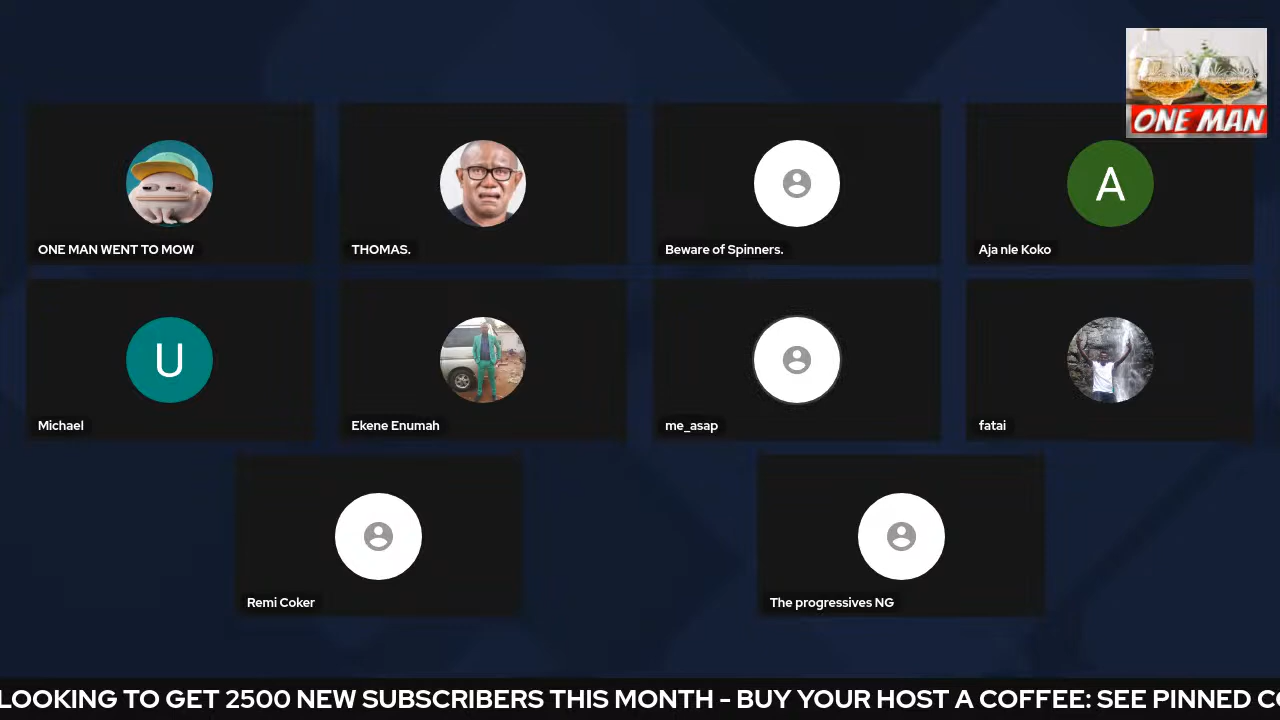 ONE MAN
ONE MAN WENT TO MOW
THOMAS.
Beware of Spinners.
A
Aja nle Koko
U
Michael
Ekene Enumah
me_asap
fatai
Remi Coker
The progressives NG
LOOKING TO GET 2500 NEW SUBSCRIBERS THIS MONTH - BUY YOUR HOST A COFFEE: SEE PINNED